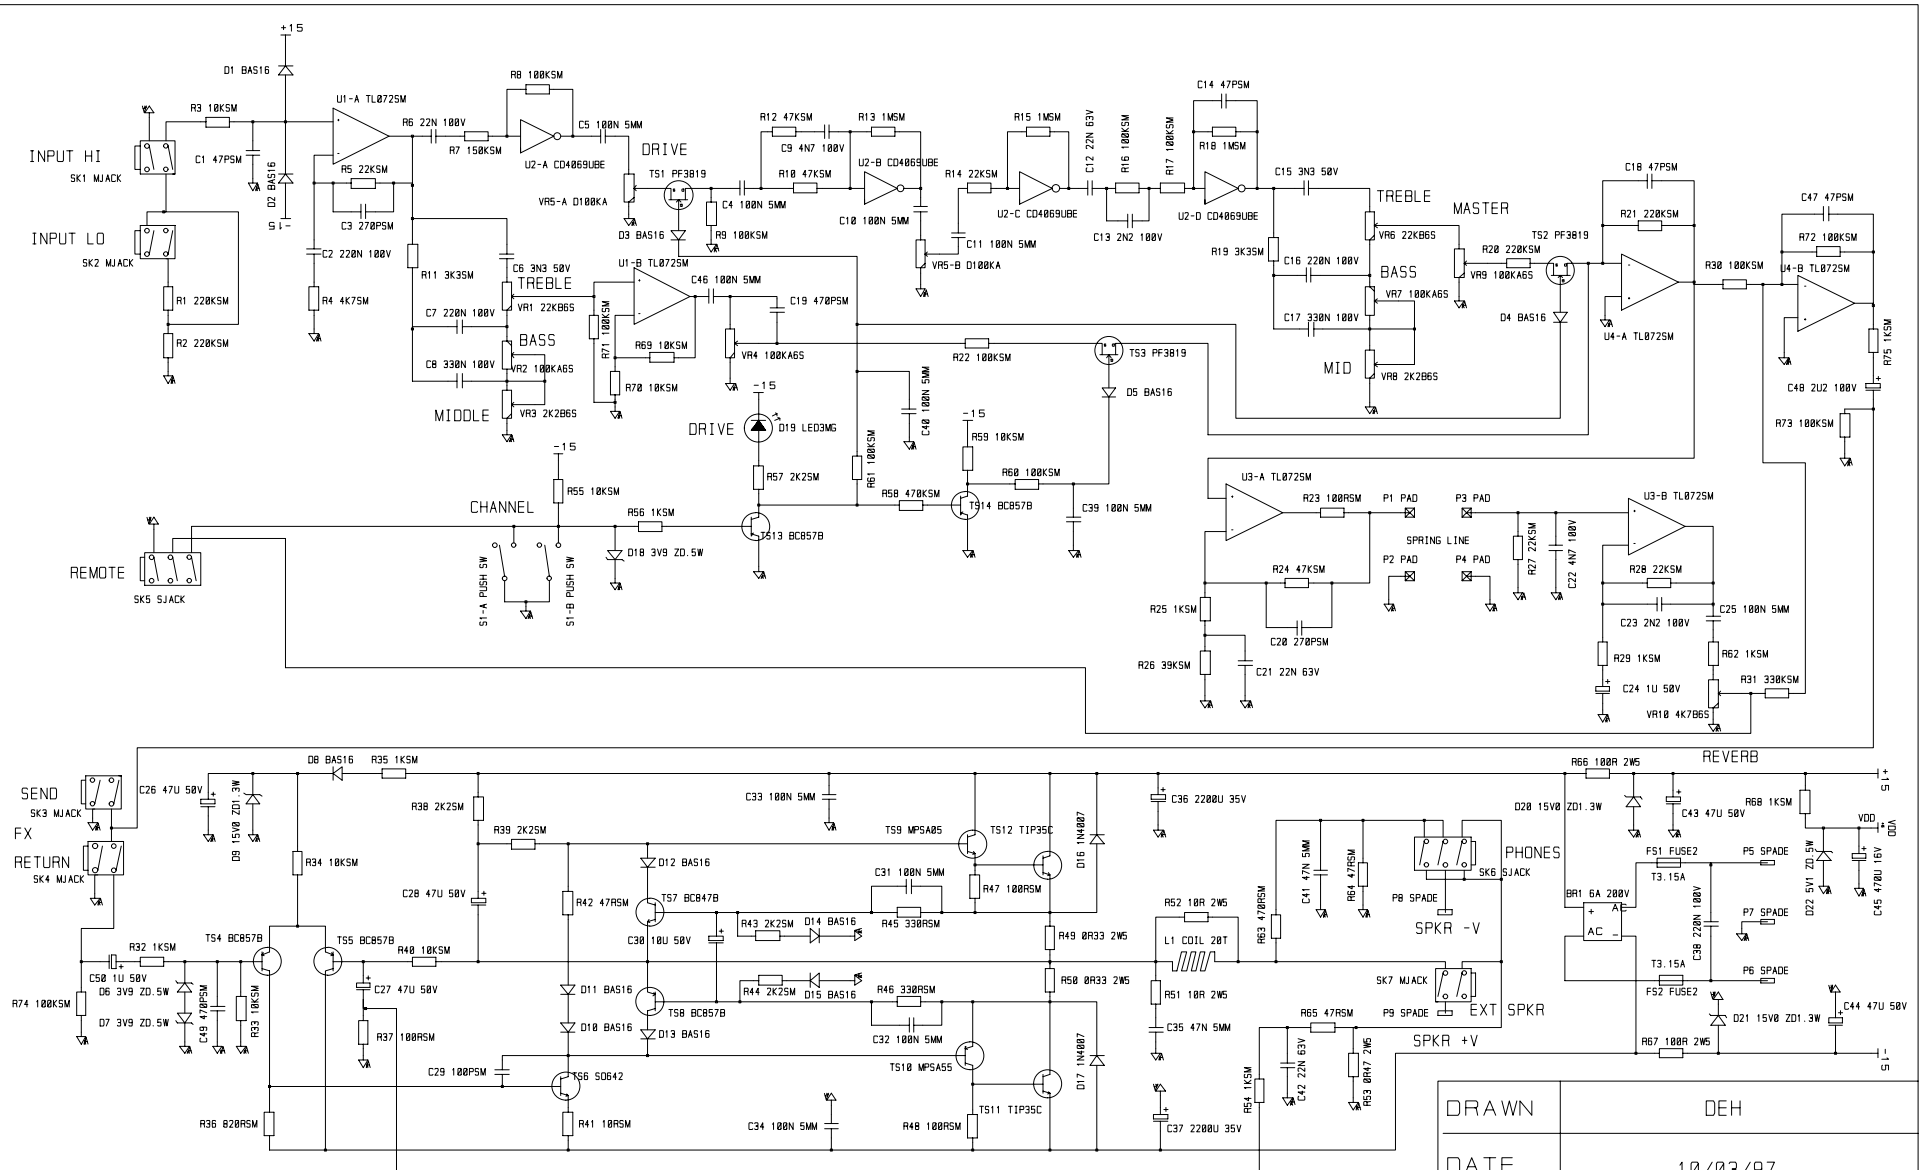 +15
D1 BAS16
R3 10KSM
INPUT HI
SK1 MJACK
C1 47PSM
D2 BAS16
-15
INPUT LO
SK2 MJACK
R1 220KSM
R2 220KSM
U1-A TL072SM
R5 22KSM
C3 270PSM
C2 220N 100V
R4 4K7SM
R6 22N 100V
R7 150KSM
R8 100KSM
U2-A CD4069UBE
C5 100N 5MM
R11 3K3SM
C6 3N3 50V
TREBLE
VR1 22KB6S
C7 220N 100V
BASS
VR2 100KA6S
C8 330N 100V
MIDDLE
VR3 2K2B6S
DRIVE
VR5-A D100KA
TS1 PF3819
D3 BAS16
R9 100KSM
C4 100N 5MM
R12 47KSM
C9 4N7 100V
R10 47KSM
R13 1MSM
U2-B CD4069UBE
C10 100N 5MM
VR5-B D100KA
R14 22KSM
C11 100N 5MM
R15 1MSM
U2-C CD4069UBE
C12 22N 63V
R16 100KSM
C13 2N2 100V
R17 100KSM
C14 47PSM
R18 1MSM
U2-D CD4069UBE
C15 3N3 50V
R19 3K3SM
C16 220N 100V
C17 330N 100V
TREBLE
VR6 22KB6S
BASS
VR7 100KA6S
MID
VR8 2K2B6S
MASTER
VR9 100KA6S
R20 220KSM
TS2 PF3819
D4 BAS16
C18 47PSM
R21 220KSM
U4-A TL072SM
R30 100KSM
C47 47PSM
R72 100KSM
U4-B TL072SM
R75 1KSM
C48 2U2 100V
+
R73 100KSM
U1-B TL072SM
R71 100KSM
R69 10KSM
R70 10KSM
C46 100N 5MM
C19 470PSM
VR4 100KA6S
R22 100KSM
TS3 PF3819
D5 BAS16
-15
DRIVE
D19 LED3MG
R57 2K2SM
R61 100KSM
C40 100N 5MM
-15
R59 10KSM
R60 100KSM
R58 470KSM
TS14 BC857B
C39 100N 5MM
-15
R55 10KSM
CHANNEL
R56 1KSM
TS13 BC857B
D18 3V9 ZD.5W
S1-A PUSH SW
S1-B PUSH SW
REMOTE
SK5 SJACK
U3-A TL072SM
R23 100RSM
P1 PAD
P3 PAD
SPRING LINE
P2 PAD
P4 PAD
R24 47KSM
C20 270PSM
R25 1KSM
R26 39KSM
C21 22N 63V
R27 22KSM
C22 4N7 100V
U3-B TL072SM
R28 22KSM
C23 2N2 100V
C25 100N 5MM
R29 1KSM
R62 1KSM
+
C24 1U 50V
R31 330KSM
VR10 4K7B6S
REVERB
SEND
SK3 MJACK
FX
RETURN
SK4 MJACK
C26 47U 50V
+
D9 15V0 ZD1.3W
D8 BAS16
R35 1KSM
R34 10KSM
R38 2K2SM
R39 2K2SM
C28 47U 50V
+
R32 1KSM
C50 1U 50V
+
R74 100KSM
D6 3V9 ZD.5W
D7 3V9 ZD.5W
C49 470PSM
R33 10KSM
TS4 BC857B
TS5 BC857B
R40 10KSM
C27 47U 50V
+
R37 100RSM
R36 820RSM
C29 100PSM
TS6 SO642
R41 10RSM
R42 47RSM
D11 BAS16
D10 BAS16
D12 BAS16
TS7 BC847B
C30 10U 50V
+
TS8 BC857B
D13 BAS16
C33 100N 5MM
R43 2K2SM
D14 BAS16
R44 2K2SM
D15 BAS16
C31 100N 5MM
R45 330RSM
R46 330RSM
C32 100N 5MM
C34 100N 5MM
TS9 MPSA05
TS12 TIP35C
R47 100RSM
D16 1N4007
R49 0R33 2W5
R50 0R33 2W5
TS10 MPSA55
TS11 TIP35C
R48 100RSM
D17 1N4007
+
C36 2200U 35V
R52 10R 2W5
L1 COIL 20T
R51 10R 2W5
C35 47N 5MM
+
C37 2200U 35V
R63 470RSM
C41 47N 5MM
R64 47RSM
PHONES
SK6 SJACK
P8 SPADE
SPKR -V
SK7 MJACK
EXT SPKR
P9 SPADE
SPKR +V
R65 47RSM
R54 1KSM
C42 22N 63V
R53 0R47 2W5
R66 100R 2W5
D20 15V0 ZD1.3W
+
C43 47U 50V
R68 1KSM
+15
VDD
VDD
D22 5V1 ZD.5W
+
C45 470U 16V
FS1 FUSE2
T3.15A
P5 SPADE
BR1 6A 200V
+ AC
AC -
C38 220N 100V
P7 SPADE
T3.15A
FS2 FUSE2
P6 SPADE
D21 15V0 ZD1.3W
+
C44 47U 50V
R67 100R 2W5
-15
DRAWN
DEH
DATE
10/03/97